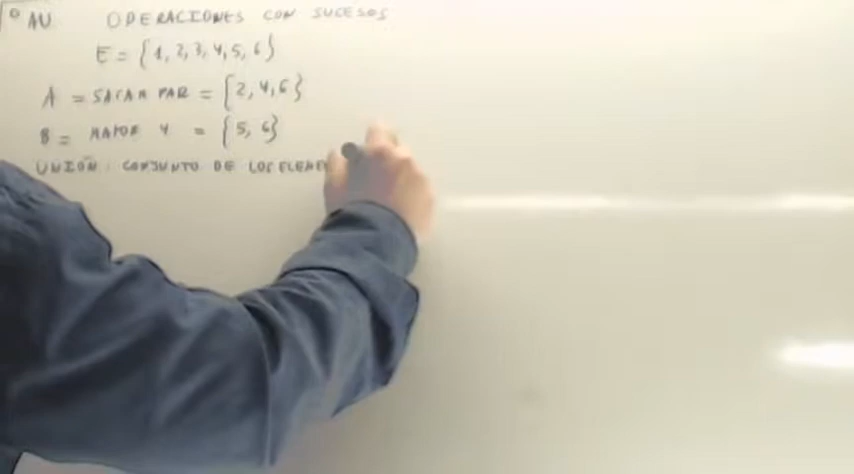 AU. OPERACIONES CON SUCESOS
E = {1, 2, 3, 4, 5, 6}
A = SACAR PAR = {2, 4, 6}
B = MAYOR 4 = {5, 6}
UNIÓN: CONJUNTO DE LOS ELEME